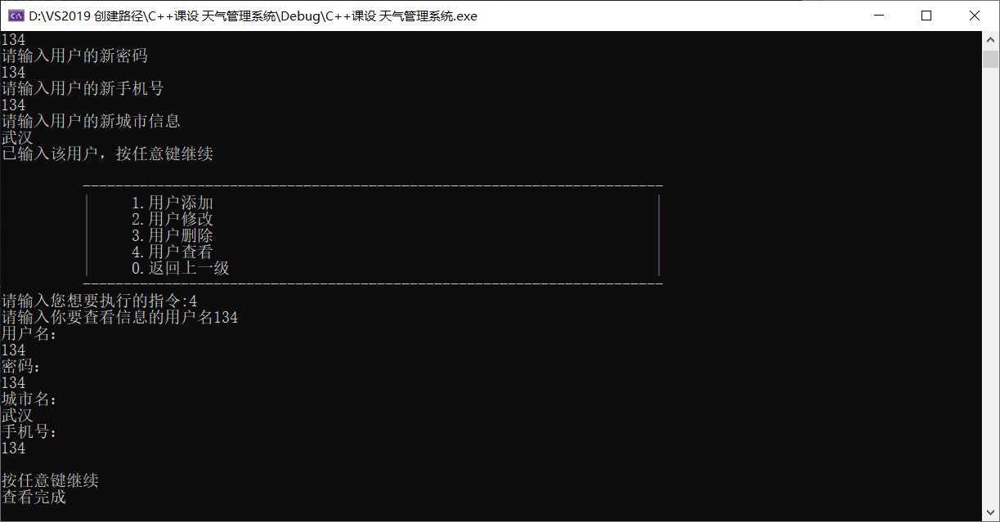 D:\VS2019 创建路径\C++课设 天气管理系统\Debug\C++课设 天气管理系统.exe
134
请输入用户的新密码
134
请输入用户的新手机号
134
请输入用户的新城市信息
武汉
已输入该用户，按任意键继续
1.用户添加
2.用户修改
3.用户删除
4.用户查看
0.返回上一级
请输入您想要执行的指令:4
请输入你要查看信息的用户名134
用户名：
134
密码：
134
城市名：
武汉
手机号：
134
按任意键继续
查看完成